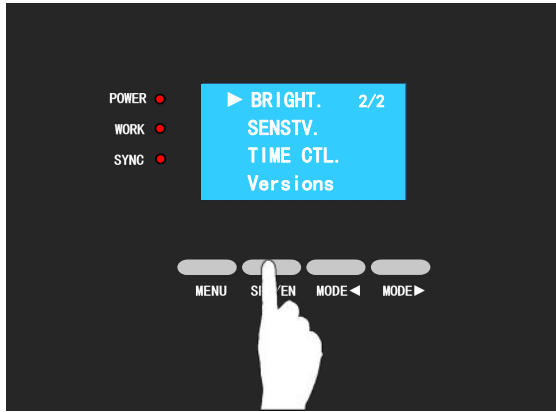 POWER
WORK
SYNC
▶ BRIGHT. 2/2
SENSTV.
TIME CTL.
Versions
MENU
MODE◀
MODE▶